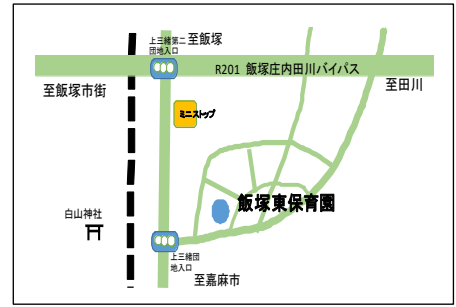 上三緒第二
団地入口
至飯塚
R201 飯塚庄内田川バイパス
至飯塚市街
至田川
ミニストップ
飯塚東保育園
白山神社
上三緒団
地入口
至嘉麻市